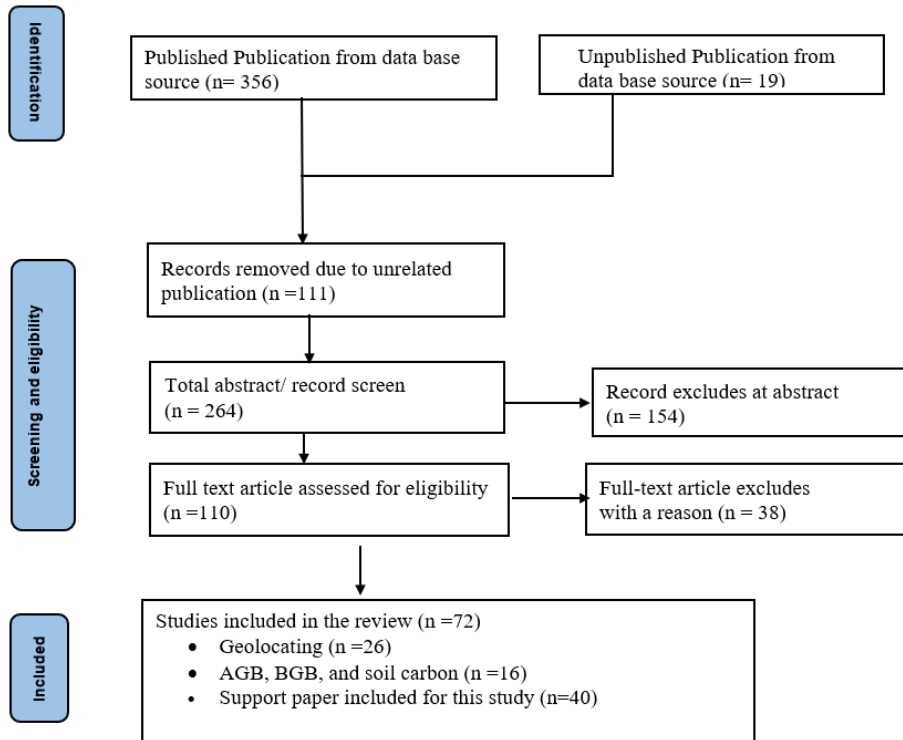 Identification
Published Publication from data base
source (n= 356)
Unpublished Publication from
data base source (n= 19)
Screening and eligibility
Records removed due to unrelated
publication (n =111)
Total abstract/ record screen
(n = 264)
Record excludes at abstract
(n = 154)
Full text article assessed for eligibility
(n =110)
Full-text article excludes
with a reason (n = 38)
Included
Studies included in the review (n =72)
• Geolocating (n =26)
• AGB, BGB, and soil carbon (n =16)
• Support paper included for this study (n=40)